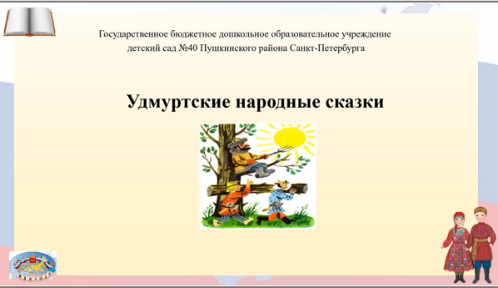 Государственное бюджетное дошкольное образовательное учреждение
детский сад №40 Пушкинского района Санкт-Петербурга
Удмуртские народные сказки